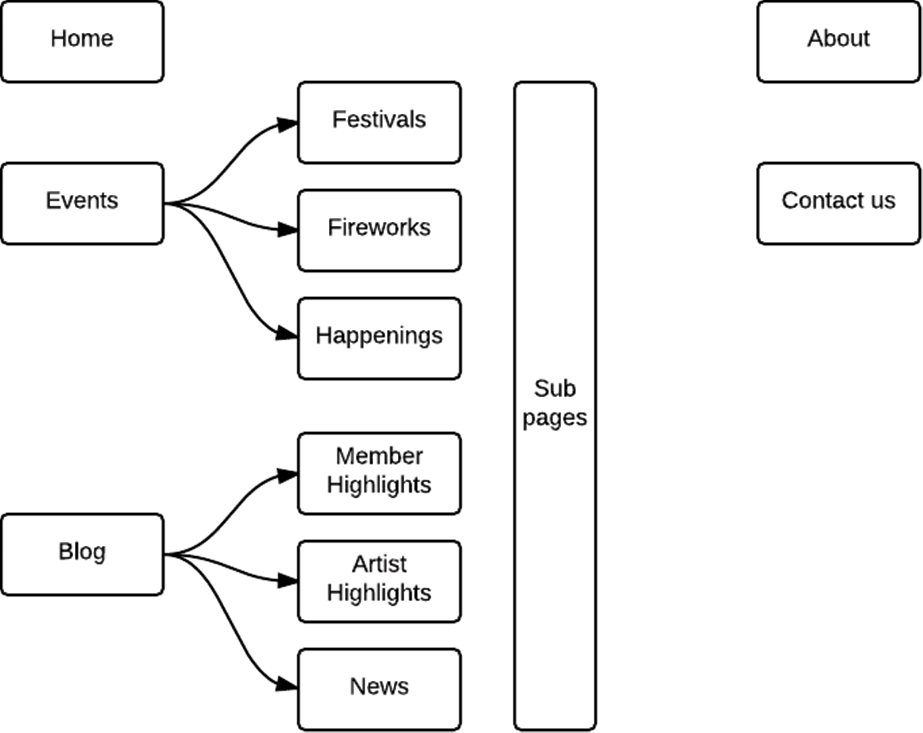 Home
About
Festivals
Events
Contact us
Fireworks
Happenings
Sub
pages
Member
Highlights
Blog
Artist
Highlights
News